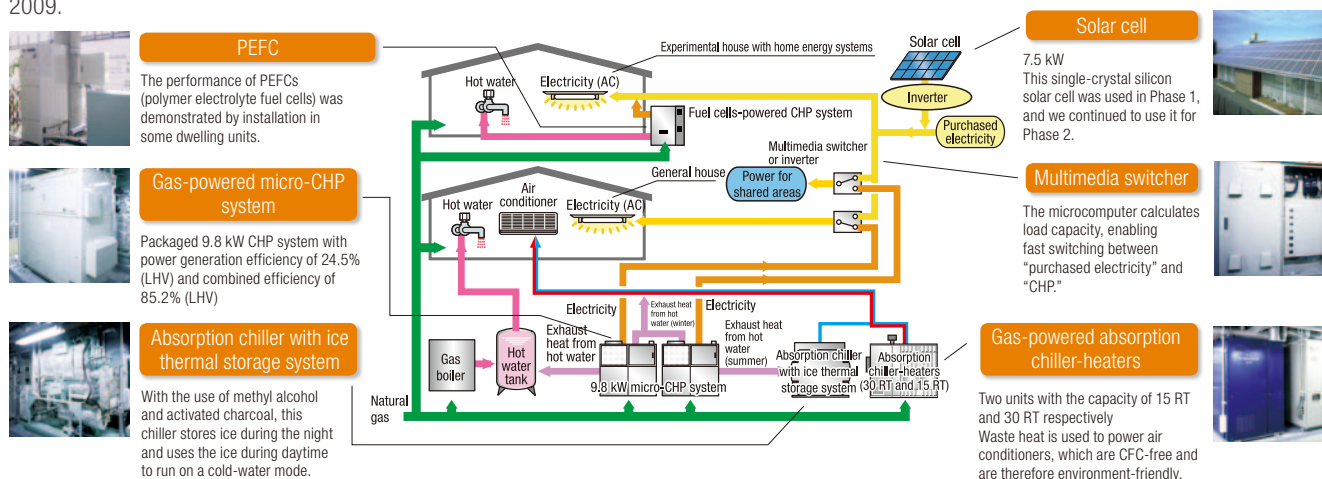 2009.
PEFC
The performance of PEFCs
(polymer electrolyte fuel cells) was
demonstrated by installation in
some dwelling units.
Gas-powered micro-CHP
system
Packaged 9.8 kW CHP system with
power generation efficiency of 24.5%
(LHV) and combined efficiency of
85.2% (LHV)
Absorption chiller with ice
thermal storage system
With the use of methyl alcohol
and activated charcoal, this
chiller stores ice during the night
and uses the ice during daytime
to run on a cold-water mode.
Experimental house with home energy systems
Hot water
Electricity (AC)
Fuel cells-powered CHP system
Solar cell
Inverter
Purchased
electricity
Multimedia switcher
or inverter
Power for
shared areas
General house
Hot water
Air
conditioner
Electricity (AC)
Electricity
Exhaust heat
from hot
water (winter)
Electricity
Exhaust
heat from
hot water
Exhaust heat
from hot
water
(summer)
Gas
boiler
Hot
water
tank
9.8 kW micro-CHP system
Absorption chiller
with ice thermal
storage system
Absorption
chiller-heaters
(30 RT and 15 RT)
Natural
gas
Solar cell
7.5 kW
This single-crystal silicon
solar cell was used in Phase 1,
and we continued to use it for
Phase 2.
Multimedia switcher
The microcomputer calculates
load capacity, enabling
fast switching between
“purchased electricity” and
“CHP.”
Gas-powered absorption
chiller-heaters
Two units with the capacity of 15 RT
and 30 RT respectively
Waste heat is used to power air
conditioners, which are CFC-free and
are therefore environment-friendly.